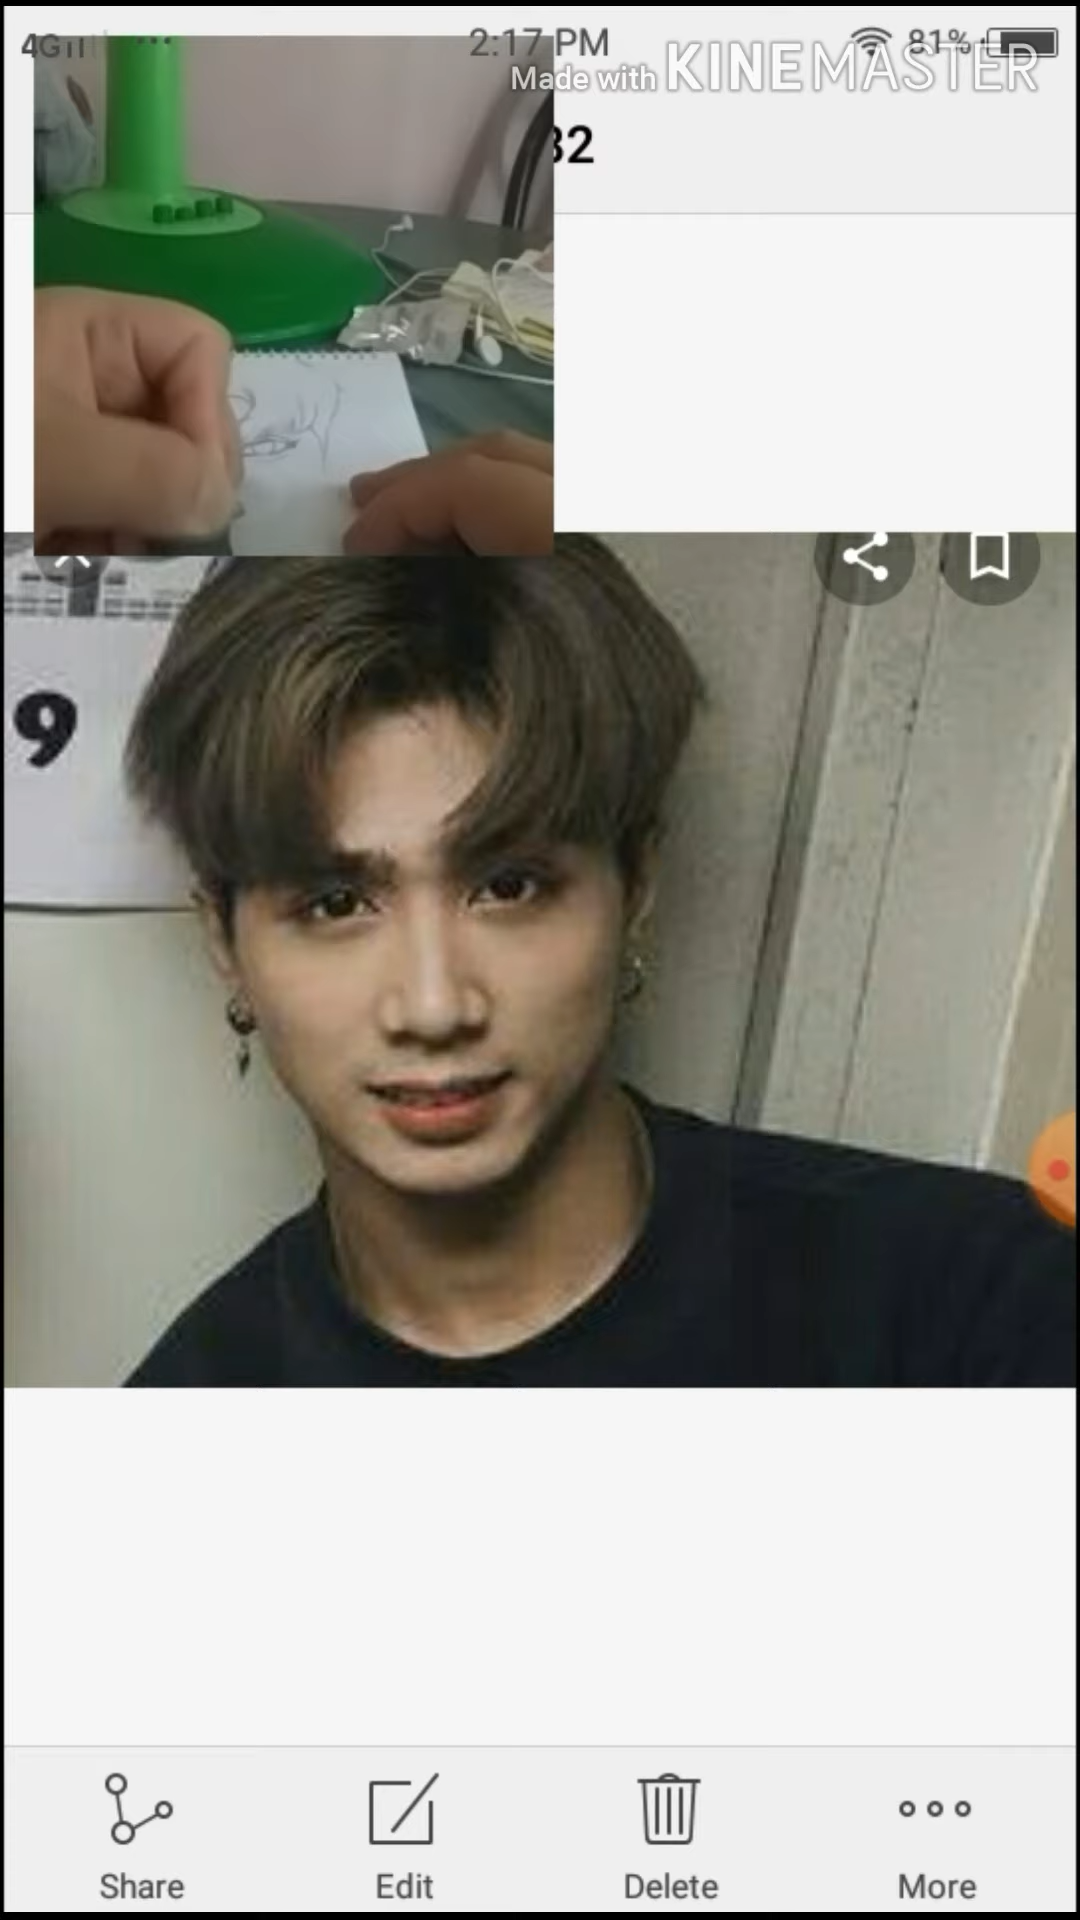 4G 2:17 PM 81%
Made with KINEMASTER
32
9
Share Edit Delete More